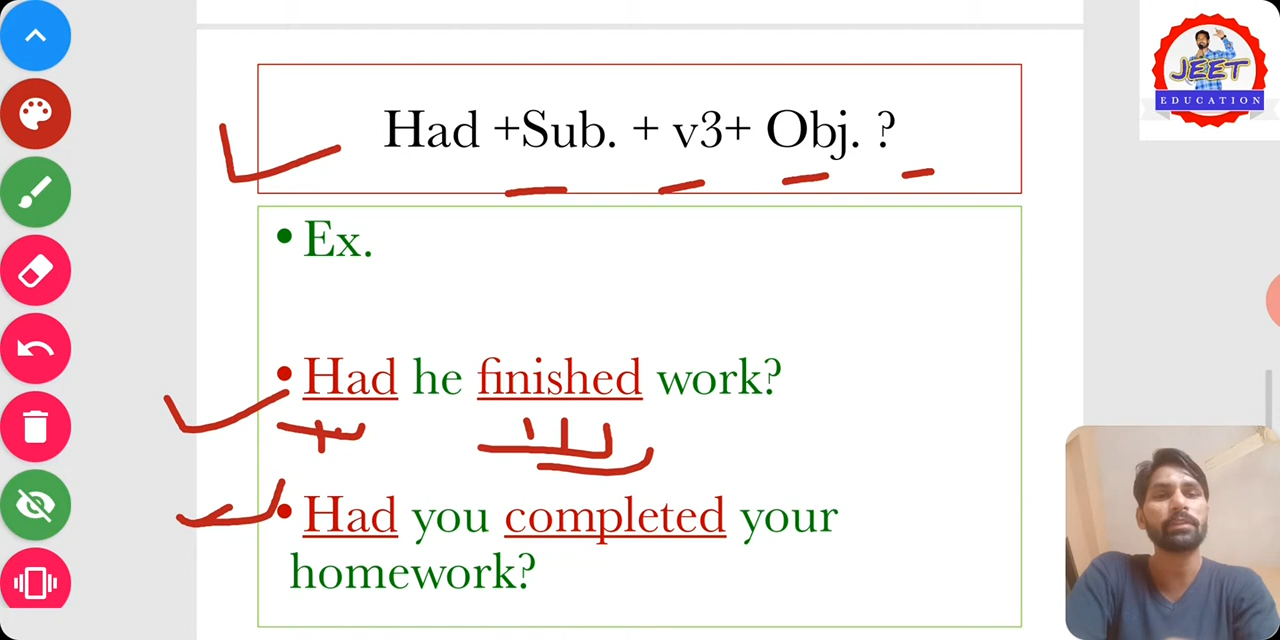 JEET
EDUCATION
Had +Sub. + v3+ Obj. ?
• Ex.
• Had he finished work?
• Had you completed your
homework?